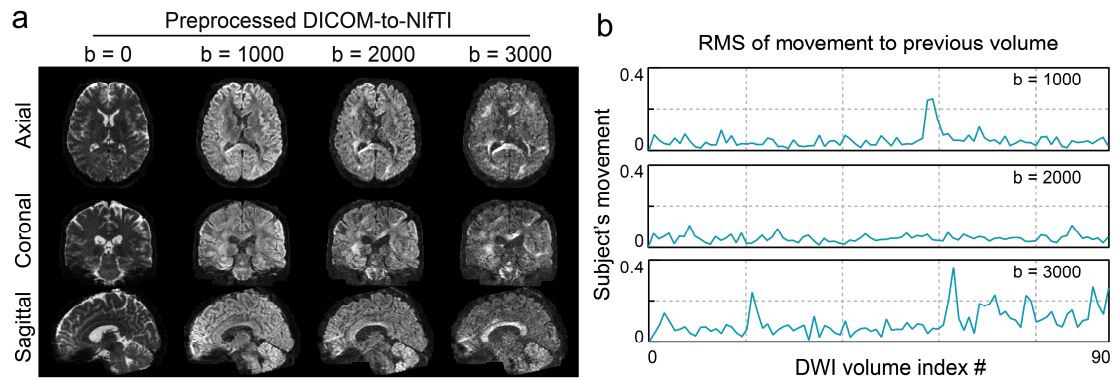 a
Preprocessed DICOM-to-NIfTI
b = 0 b = 1000 b = 2000 b = 3000
Axial
Coronal
Sagittal
b
RMS of movement to previous volume
Subject's movement
0.4
b = 1000
0
0.4
b = 2000
0
0.4
b = 3000
0
0 90
DWI volume index #